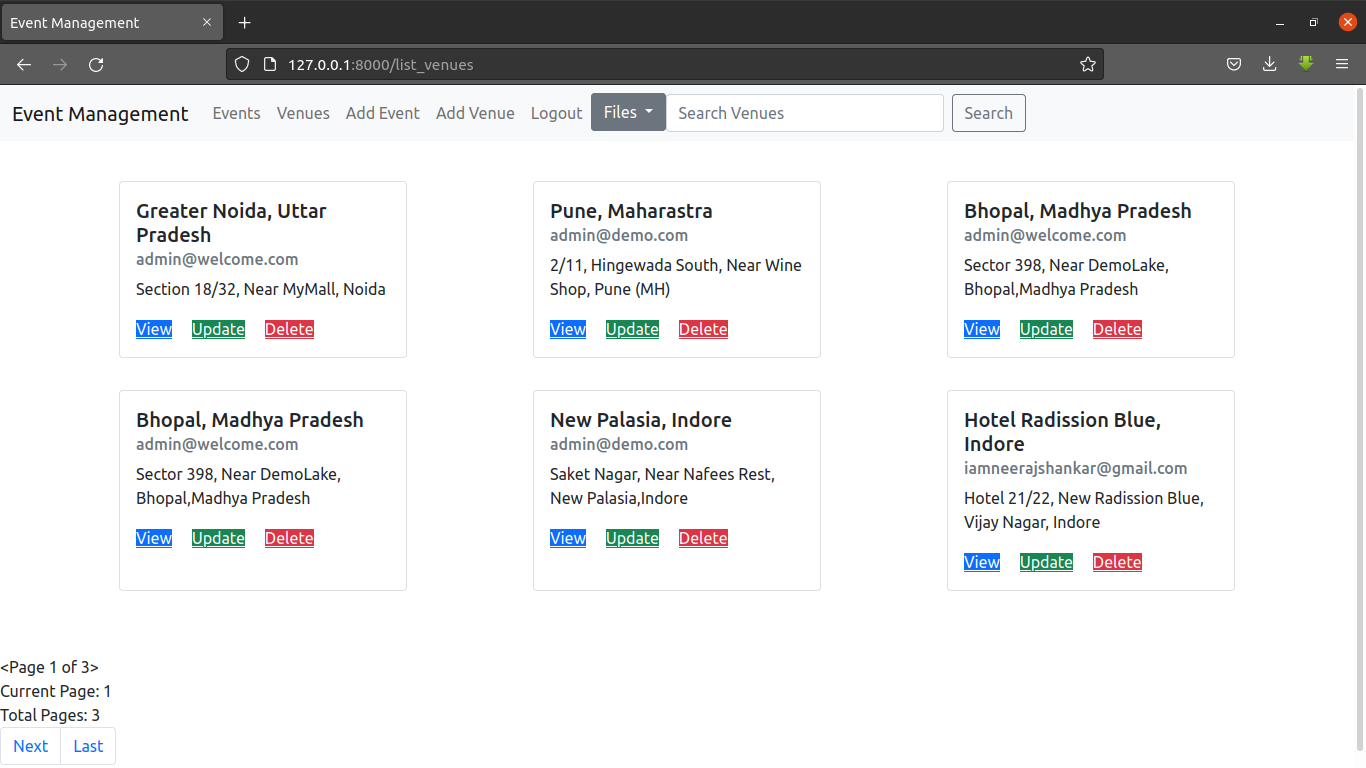 Event Management
127.0.0.1:8000/list_venues
Event Management Events Venues Add Event Add Venue Logout Files Search Venues Search
Greater Noida, Uttar
Pradesh
admin@welcome.com
Section 18/32, Near MyMall, Noida
View Update Delete
Pune, Maharastra
admin@demo.com
2/11, Hingewada South, Near Wine
Shop, Pune (MH)
View Update Delete
Bhopal, Madhya Pradesh
admin@welcome.com
Sector 398, Near DemoLake,
Bhopal,Madhya Pradesh
View Update Delete
Bhopal, Madhya Pradesh
admin@welcome.com
Sector 398, Near DemoLake,
Bhopal,Madhya Pradesh
View Update Delete
New Palasia, Indore
admin@demo.com
Saket Nagar, Near Nafees Rest,
New Palasia,Indore
View Update Delete
Hotel Radission Blue,
Indore
iamneerajshankar@gmail.com
Hotel 21/22, New Radission Blue,
Vijay Nagar, Indore
View Update Delete
<Page 1 of 3>
Current Page: 1
Total Pages: 3
Next Last